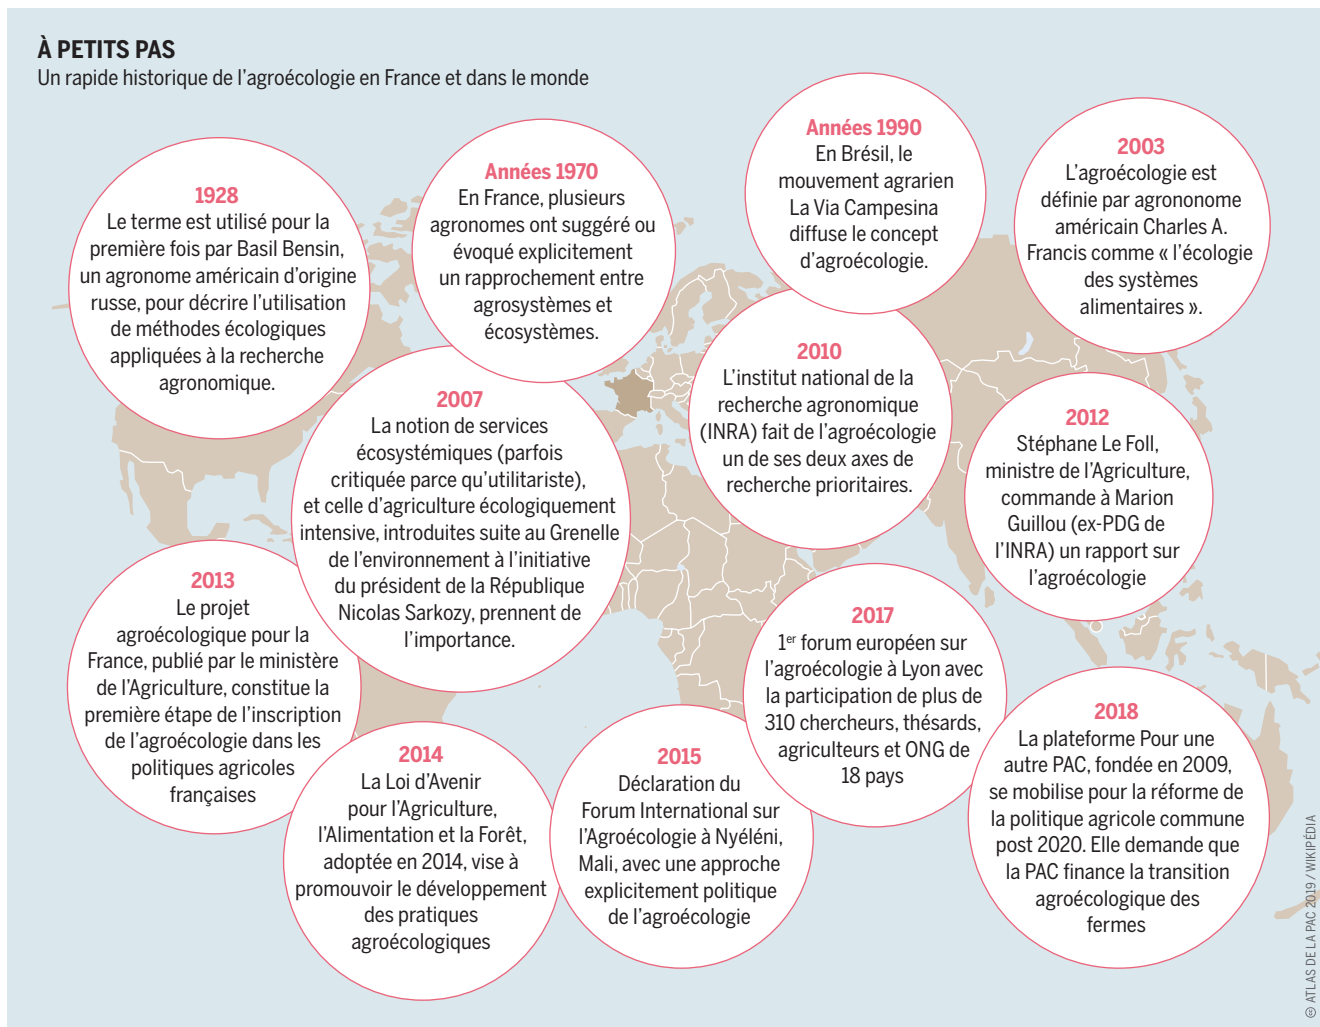 À PETITS PAS
Un rapide historique de l'agroécologie en France et dans le monde
1928
Le terme est utilisé pour la
première fois par Basil Bensin,
un agronome américain d'origine
russe, pour décrire l'utilisation
de méthodes écologiques
appliquées à la recherche
agronomique.
Années 1970
En France, plusieurs
agronomes ont suggéré ou
évoqué explicitement
un rapprochement entre
agrosystèmes et
écosystèmes.
Années 1990
En Brésil, le
mouvement agrarien
La Via Campesina
diffuse le concept
d'agroécologie.
2003
L'agroécologie est
définie par agrononome
américain Charles A.
Francis comme « l'écologie
des systèmes
alimentaires ».
2007
La notion de services
écosystémiques (parfois
critiquée parce qu'utilitariste),
et celle d'agriculture écologiquement
intensive, introduites suite au Grenelle
de l'environnement à l'initiative
du président de la République
Nicolas Sarkozy, prennent de
l'importance.
2010
L'institut national de la
recherche agronomique
(INRA) fait de l'agroécologie
un de ses deux axes de
recherche prioritaires.
2012
Stéphane Le Foll,
ministre de l'Agriculture,
commande à Marion
Guillou (ex-PDG de
l'INRA) un rapport sur
l'agroécologie
2013
Le projet
agroécologique pour la
France, publié par le ministère
de l'Agriculture, constitue la
première étape de l'inscription
de l'agroécologie dans les
politiques agricoles
françaises
2014
La Loi d'Avenir
pour l'Agriculture,
l'Alimentation et la Forêt,
adoptée en 2014, vise à
promouvoir le développement
des pratiques
agroécologiques
2015
Déclaration du
Forum International sur
l'Agroécologie à Nyéléni,
Mali, avec une approche
explicitement politique
de l'agroécologie
2017
1er forum européen sur
l'agroécologie à Lyon avec
la participation de plus de
310 chercheurs, thésards,
agriculteurs et ONG de
18 pays
2018
La plateforme Pour une
autre PAC, fondée en 2009,
se mobilise pour la réforme de
la politique agricole commune
post 2020. Elle demande que
la PAC finance la transition
agroécologique des
fermes
ATLAS DE LA PAC 2019 / WIKIPÉDIA